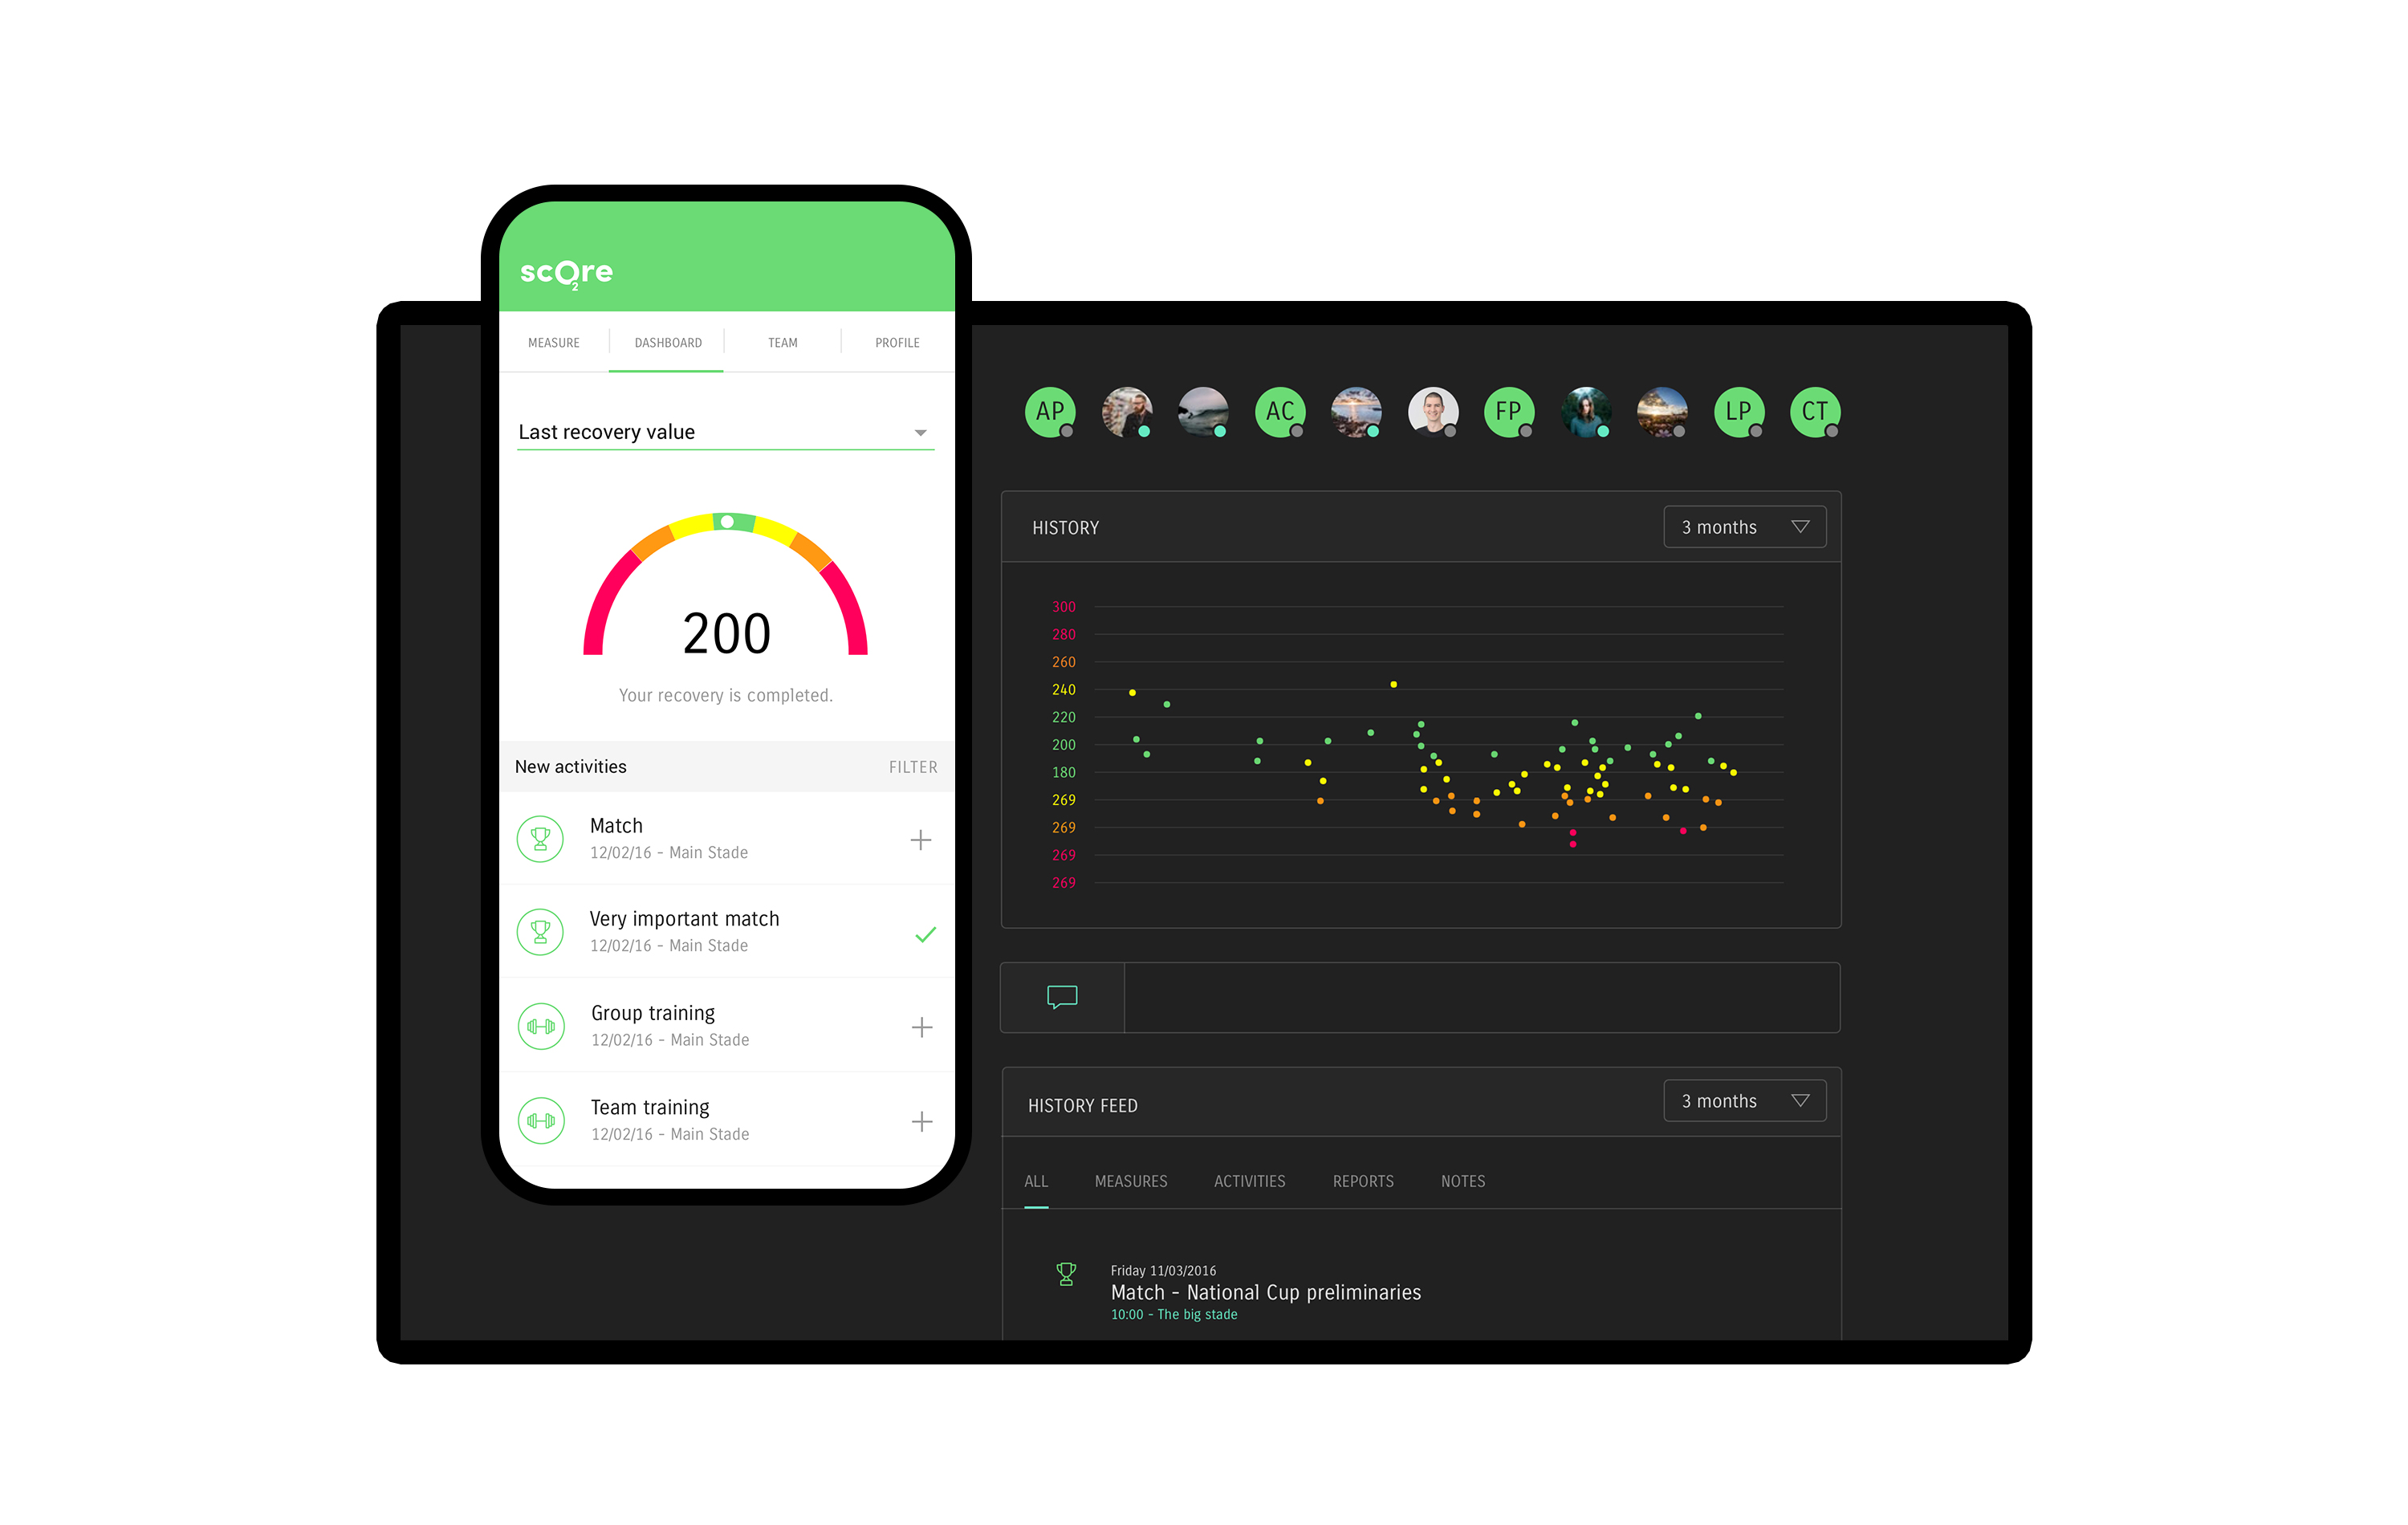 scO2re
MEASURE DASHBOARD TEAM PROFILE
Last recovery value
200
Your recovery is completed.
New activities FILTER
Match
12/02/16 - Main Stade
Very important match
12/02/16 - Main Stade
Group training
12/02/16 - Main Stade
Team training
12/02/16 - Main Stade
AP AC FP LP CT
HISTORY 3 months
300
280
260
240
220
200
180
269
269
269
269
HISTORY FEED 3 months
ALL MEASURES ACTIVITIES REPORTS NOTES
Friday 11/03/2016
Match - National Cup preliminaries
10:00 - The big stade